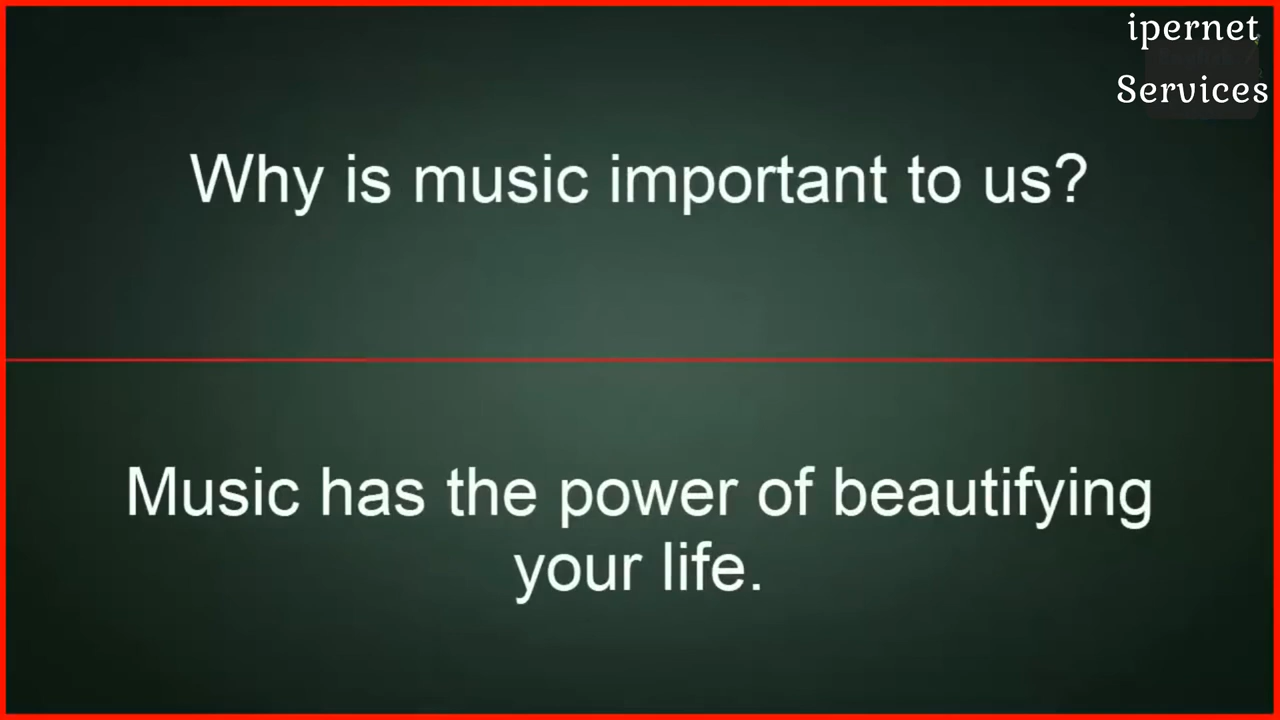 ipernet
Services
Why is music important to us?
Music has the power of beautifying
your life.